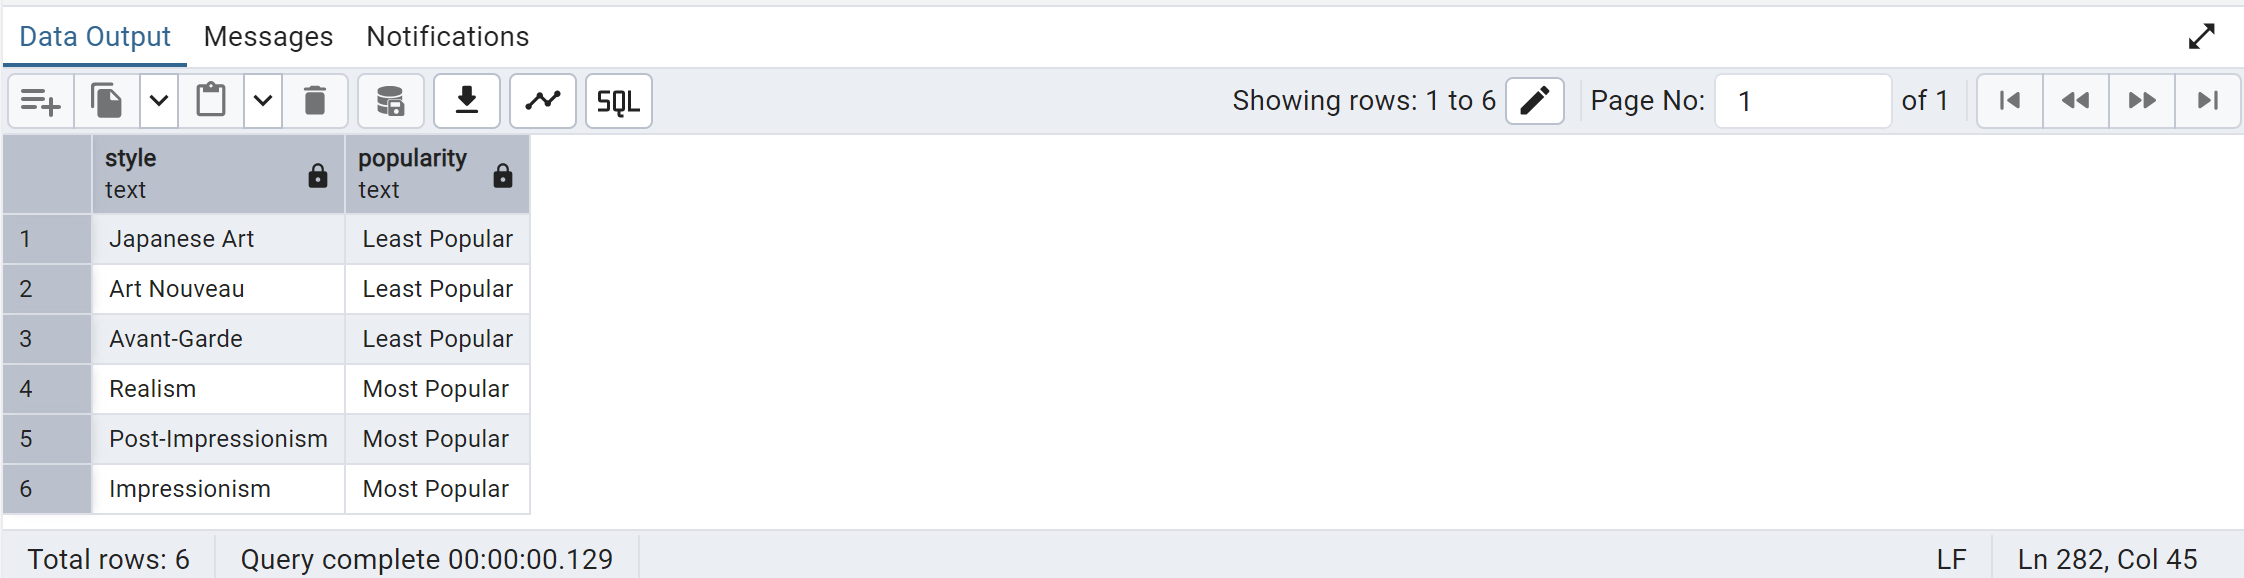 Data Output Messages Notifications
SQL Showing rows: 1 to 6 Page No: 1 of 1
style popularity
text text
1 Japanese Art Least Popular
2 Art Nouveau Least Popular
3 Avant-Garde Least Popular
4 Realism Most Popular
5 Post-Impressionism Most Popular
6 Impressionism Most Popular
Total rows: 6 Query complete 00:00:00.129 LF Ln 282, Col 45